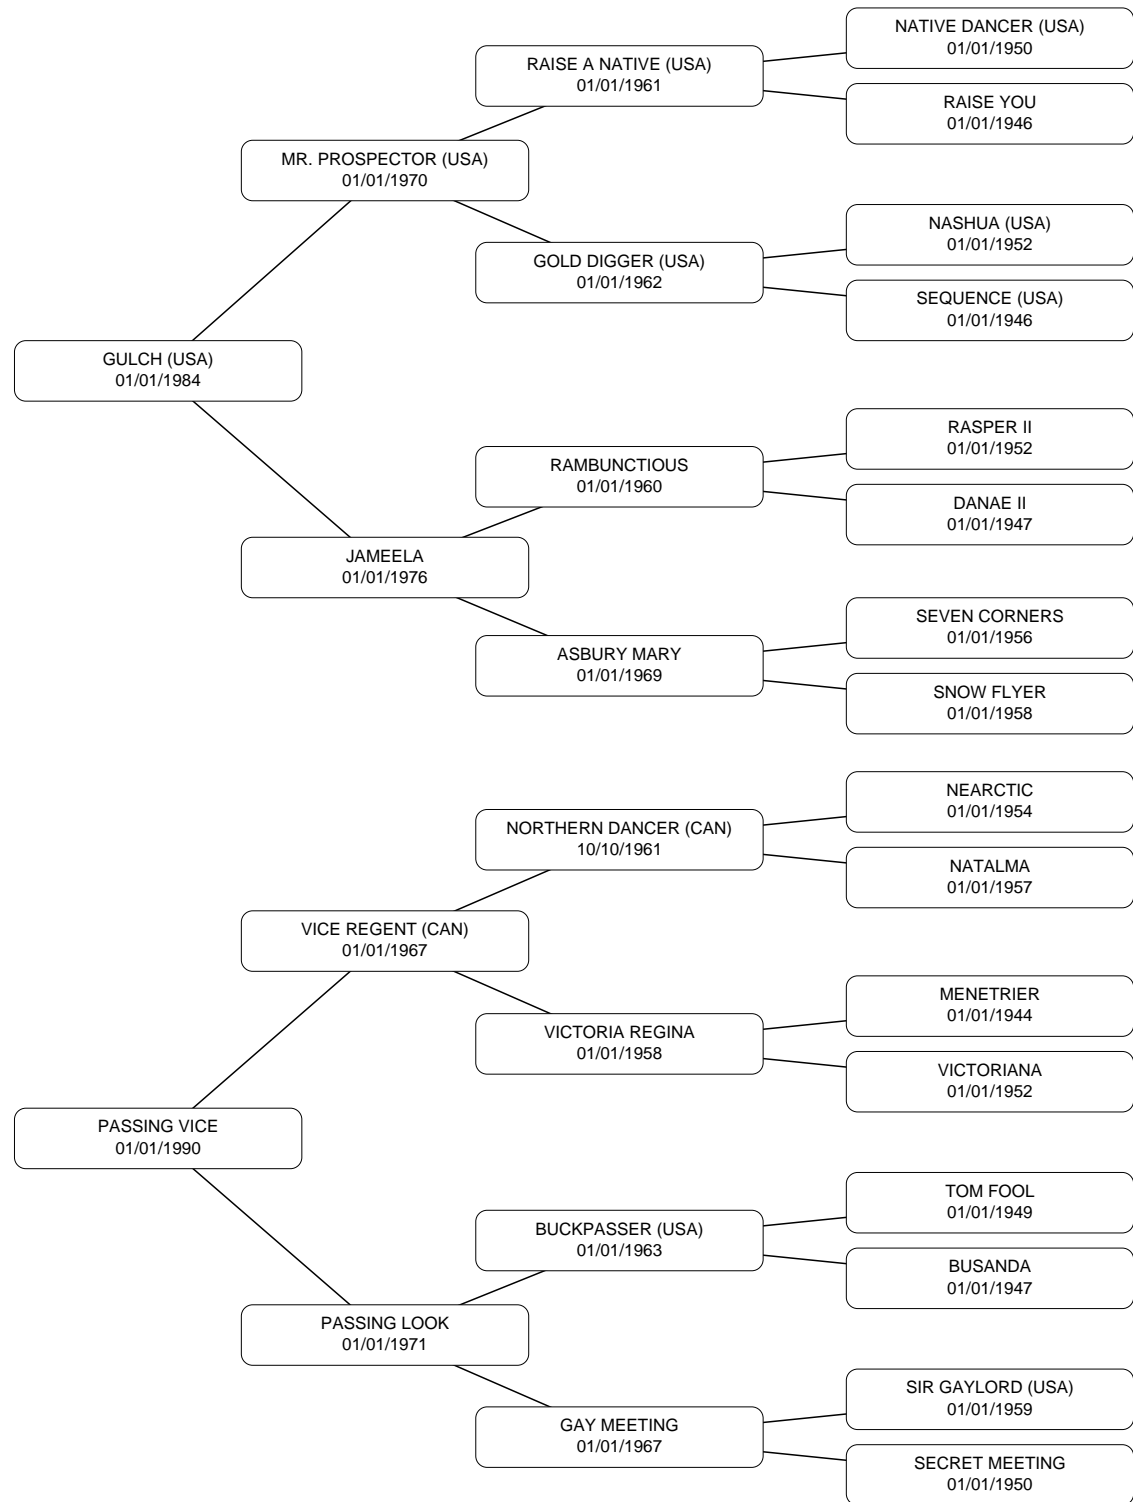 NATIVE DANCER (USA)
01/01/1950
RAISE A NATIVE (USA)
01/01/1961
RAISE YOU
01/01/1946
MR. PROSPECTOR (USA)
01/01/1970
NASHUA (USA)
01/01/1952
GOLD DIGGER (USA)
01/01/1962
SEQUENCE (USA)
01/01/1946
GULCH (USA)
01/01/1984
RASPER II
01/01/1952
RAMBUNCTIOUS
01/01/1960
DANAE II
01/01/1947
JAMEELA
01/01/1976
SEVEN CORNERS
01/01/1956
ASBURY MARY
01/01/1969
SNOW FLYER
01/01/1958
NEARCTIC
01/01/1954
NORTHERN DANCER (CAN)
10/10/1961
NATALMA
01/01/1957
VICE REGENT (CAN)
01/01/1967
MENETRIER
01/01/1944
VICTORIA REGINA
01/01/1958
VICTORIANA
01/01/1952
PASSING VICE
01/01/1990
TOM FOOL
01/01/1949
BUCKPASSER (USA)
01/01/1963
BUSANDA
01/01/1947
PASSING LOOK
01/01/1971
SIR GAYLORD (USA)
01/01/1959
GAY MEETING
01/01/1967
SECRET MEETING
01/01/1950